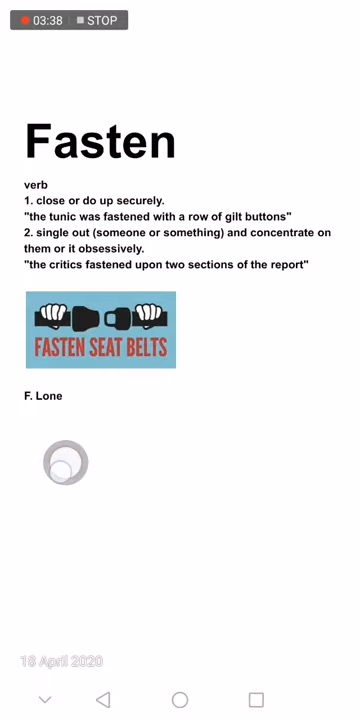 03:38 STOP
Fasten
verb
1. close or do up securely.
"the tunic was fastened with a row of gilt buttons"
2. single out (someone or something) and concentrate on
them or it obsessively.
"the critics fastened upon two sections of the report"
FASTEN SEAT BELTS
F. Lone
18 April 2020